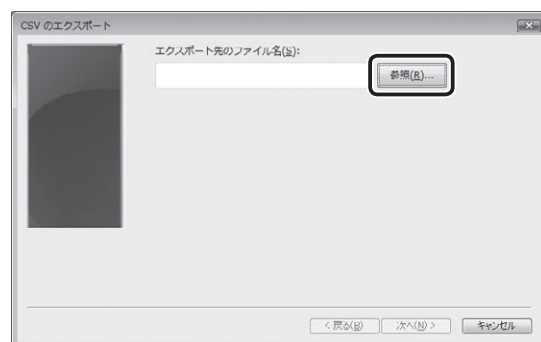 CSV のエクスポート
エクスポート先のファイル名(S):
参照(R)...
< 戻る(B) 次へ(N) > キャンセル